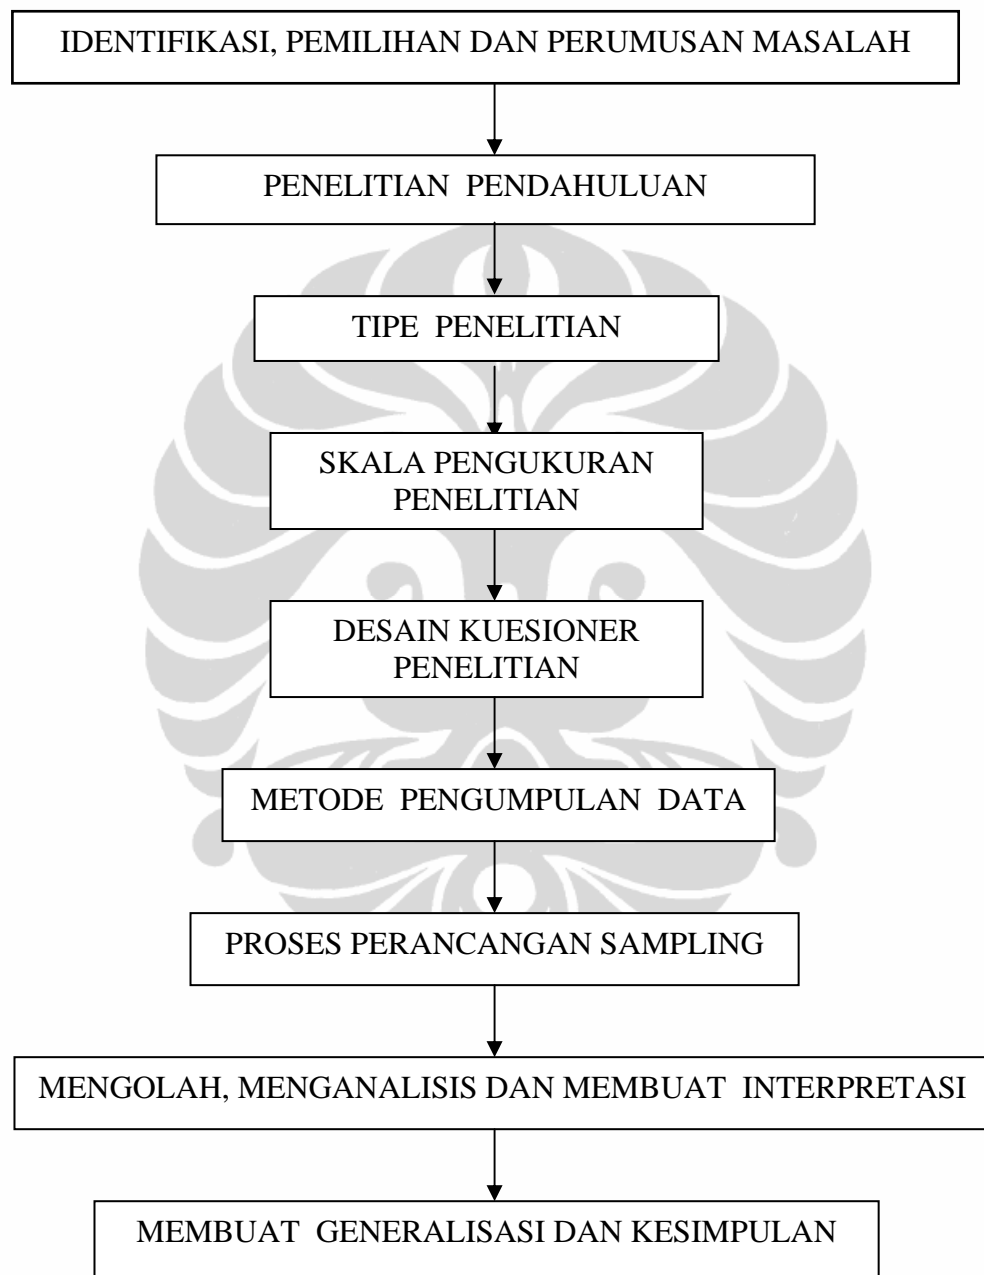 IDENTIFIKASI, PEMILIHAN DAN PERUMUSAN MASALAH
PENELITIAN PENDAHULUAN
TIPE PENELITIAN
SKALA PENGUKURAN
PENELITIAN
DESAIN KUESIONER
PENELITIAN
METODE PENGUMPULAN DATA
PROSES PERANCANGAN SAMPLING
MENGOLAH, MENGANALISIS DAN MEMBUAT INTERPRETASI
MEMBUAT GENERALISASI DAN KESIMPULAN